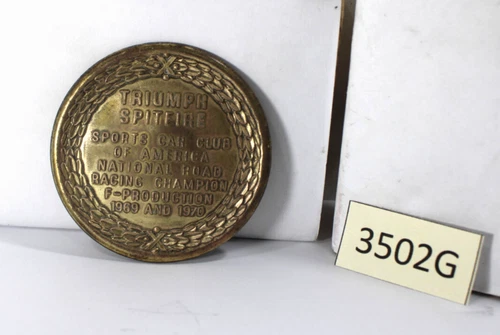 TRIUMPH
SPITFIRE
SPORTS CAR CLUB
OF AMERICA
NATIONAL ROAD
RACING CHAMPION
F-PRODUCTION
1969 AND 1970
3502G